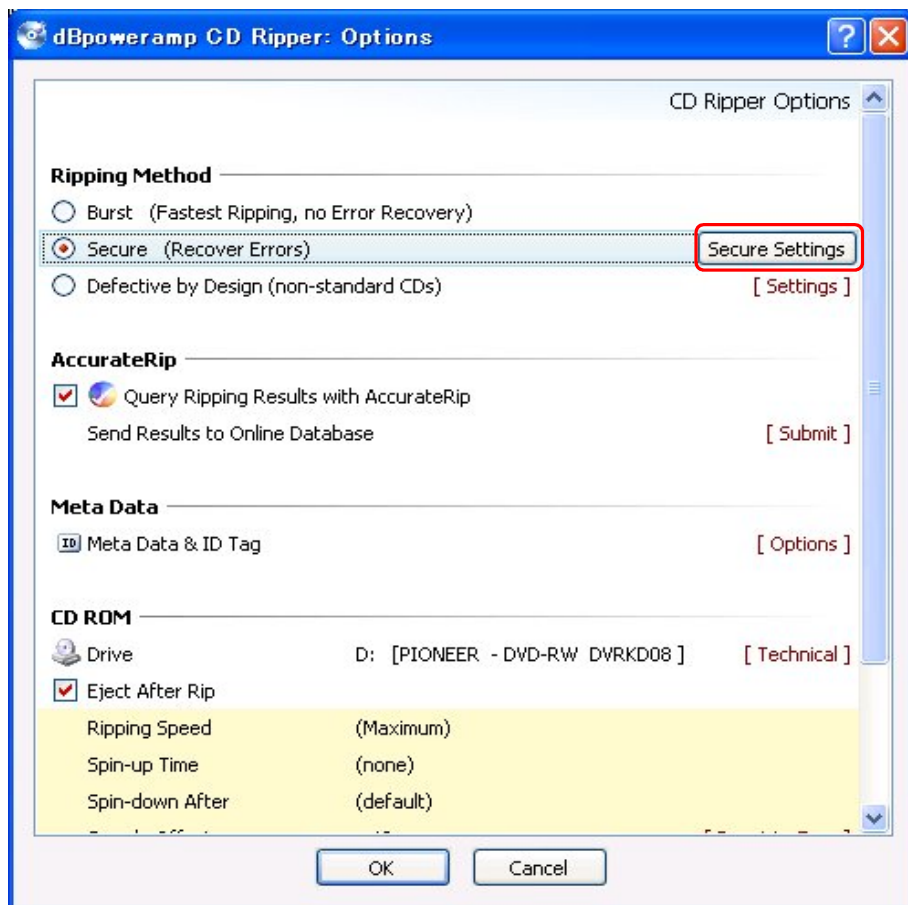 dBpoweramp CD Ripper: Options
CD Ripper Options
Ripping Method
Burst (Fastest Ripping, no Error Recovery)
Secure (Recover Errors) Secure Settings
Defective by Design (non-standard CDs) [ Settings ]
AccurateRip
Query Ripping Results with AccurateRip
Send Results to Online Database [ Submit ]
Meta Data
ID Meta Data & ID Tag [ Options ]
CD ROM
Drive D: [PIONEER - DVD-RW DVRKD08 ] [ Technical ]
Eject After Rip
Ripping Speed (Maximum)
Spin-up Time (none)
Spin-down After (default)
OK Cancel